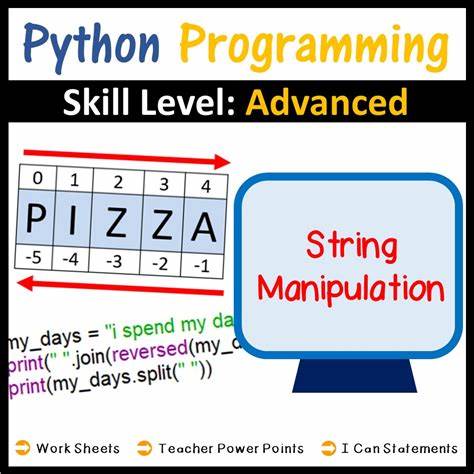 Python Programming
Skill Level: Advanced
0 1 2 3 4
P I Z Z A
-5 -4 -3 -2 -1
String
Manipulation
my_days = "i spend my da
print(" ".join(reversed(my_d
print(my_days.split(" "))
Work Sheets Teacher Power Points I Can Statements